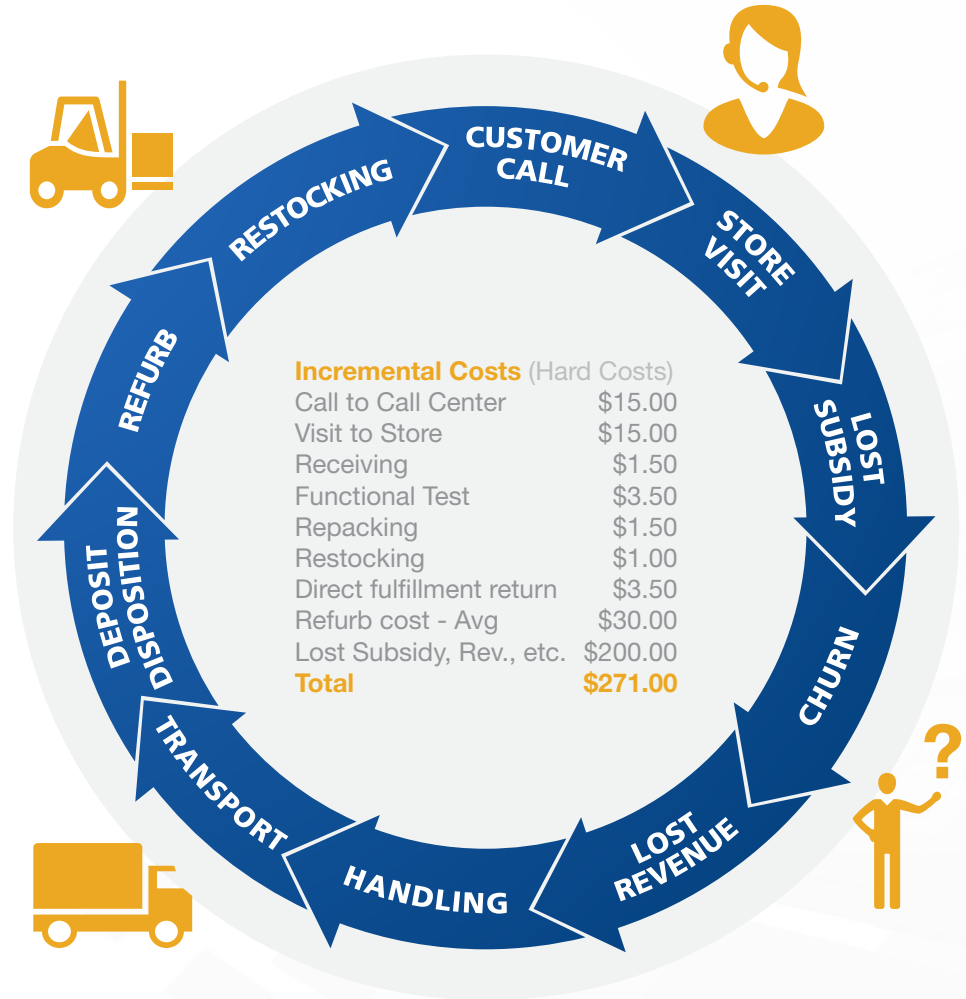 CUSTOMER
CALL
STORE
VISIT
LOST
SUBSIDY
CHURN
LOST
REVENUE
HANDLING
TRANSPORT
DEPOSIT
DISPOSITION
REFURB
RESTOCKING
Incremental Costs (Hard Costs)
Call to Call Center $15.00
Visit to Store $15.00
Receiving $1.50
Functional Test $3.50
Repacking $1.50
Restocking $1.00
Direct fulfillment return $3.50
Refurb cost - Avg $30.00
Lost Subsidy, Rev., etc. $200.00
Total $271.00
?